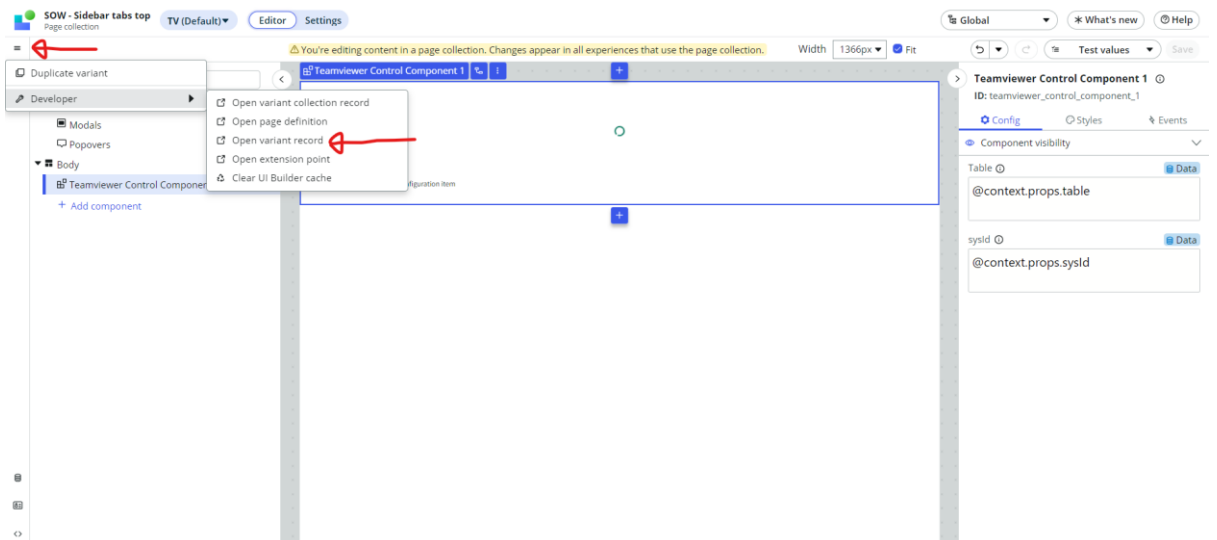 SOW - Sidebar tabs top
Page collection
TV (Default)
Editor
Settings
Global
What's new
Help
You're editing content in a page collection. Changes appear in all experiences that use the page collection.
Width
1366px
Fit
Test values
Save
Duplicate variant
Developer
Open variant collection record
Open page definition
Open variant record
Open extension point
Clear UI Builder cache
Modals
Popovers
Body
Teamviewer Control Componen
+ Add component
Teamviewer Control Component 1
figuration item
Teamviewer Control Component 1
ID: teamviewer_control_component_1
Config
Styles
Events
Component visibility
Table
Data
@context.props.table
sysId
Data
@context.props.sysId